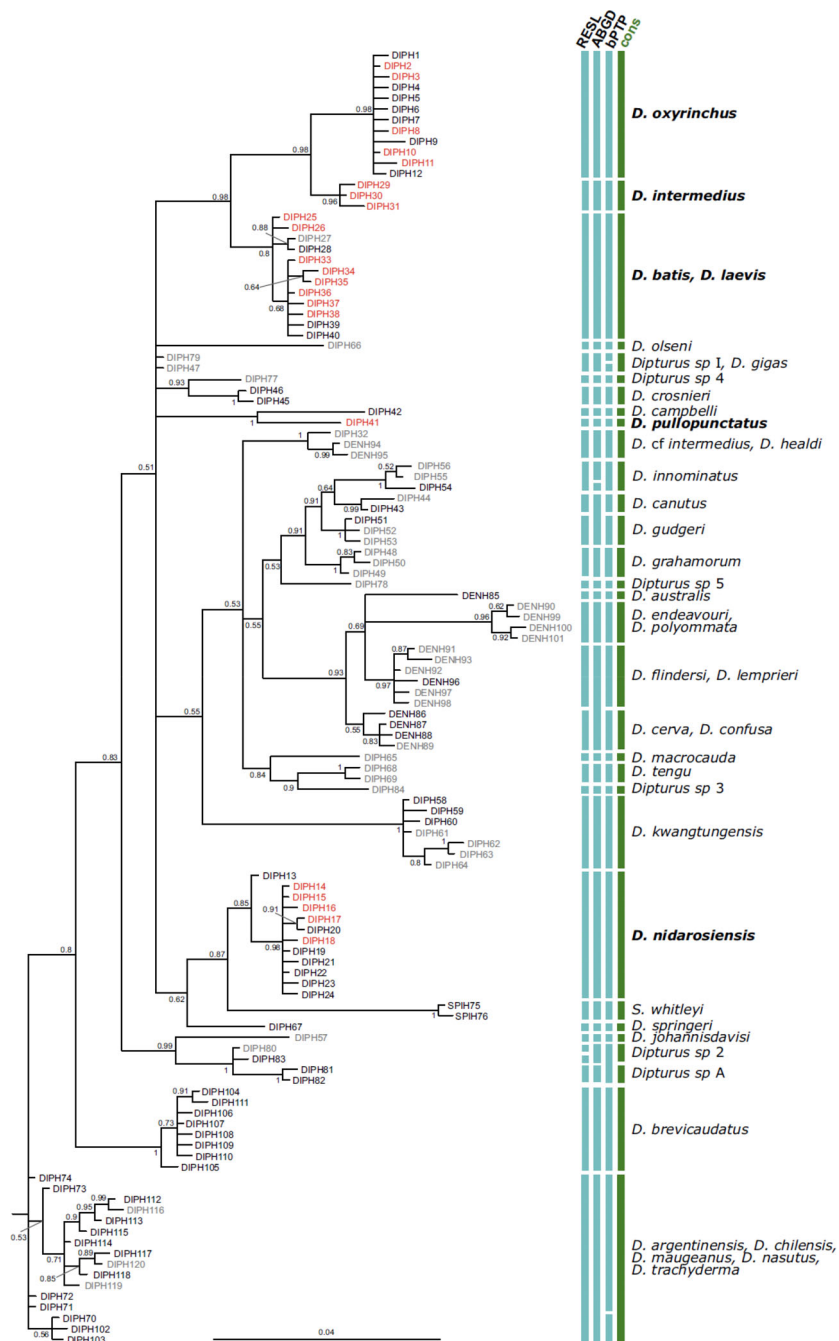 RESL
ABGD
bPTP
cons
DIPH1
DIPH2
DIPH3
DIPH4
DIPH5
DIPH6
DIPH7
DIPH8
DIPH9
DIPH10
DIPH11
DIPH12
0.98
D. oxyrinchus
0.98
DIPH29
DIPH30
DIPH31
0.96
D. intermedius
0.98
DIPH25
DIPH26
DIPH27
DIPH28
0.88
0.8
DIPH33
DIPH34
DIPH35
DIPH36
DIPH37
DIPH38
DIPH39
DIPH40
0.64
0.68
D. batis, D. laevis
DIPH66
D. olseni
DIPH79
DIPH47
Dipturus sp I, D. gigas
DIPH77
Dipturus sp 4
0.93
DIPH46
DIPH45
1
D. crosnieri
DIPH42
D. campbelli
DIPH41
1
D. pullopunctatus
0.51
DIPH32
DENH94
DENH95
1
0.99
D. cf intermedius, D. healdi
DIPH56
DIPH55
DIPH54
0.52
1
0.64
D. innominatus
DIPH44
DIPH43
0.99
0.91
D. canutus
DIPH51
DIPH52
DIPH53
1
0.91
D. gudgeri
DIPH48
DIPH50
DIPH49
0.83
1
0.53
D. grahamorum
DIPH78
Dipturus sp 5
0.53
0.55
DENH85
D. australis
DENH90
DENH99
DENH100
DENH101
0.62
0.96
0.92
0.69
D. endeavouri,
D. polyommata
DENH91
DENH93
DENH92
DENH96
DENH97
DENH98
0.87
0.97
0.93
D. flindersi, D. lemprieri
DENH86
DENH87
DENH88
DENH89
0.55
0.83
D. cerva, D. confusa
0.55
DIPH65
D. macrocauda
DIPH68
DIPH69
1
0.84
D. tengu
DIPH84
0.9
Dipturus sp 3
0.83
DIPH58
DIPH59
DIPH60
DIPH61
DIPH62
DIPH63
DIPH64
1
1
0.8
D. kwangtungensis
DIPH13
DIPH14
DIPH15
DIPH16
DIPH17
DIPH20
DIPH18
DIPH19
DIPH21
DIPH22
DIPH23
DIPH24
0.85
0.91
0.98
D. nidarosiensis
0.8
0.87
SPIH75
SPIH76
1
S. whitleyi
0.62
DIPH67
D. springeri
DIPH57
D. johannisdavisi
0.99
DIPH80
DIPH83
Dipturus sp 2
1
DIPH81
DIPH82
1
Dipturus sp A
DIPH104
DIPH111
DIPH106
DIPH107
DIPH108
DIPH109
DIPH110
DIPH105
0.91
0.73
1
D. brevicaudatus
DIPH74
DIPH73
0.53
DIPH112
DIPH116
DIPH113
DIPH115
DIPH114
0.99
0.95
0.9
0.71
DIPH117
DIPH120
DIPH118
DIPH119
0.89
0.85
D. argentinensis, D. chilensis,
D. maugeanus, D. nasutus,
D. trachyderma
DIPH72
DIPH71
DIPH70
DIPH102
DIPH103
0.56
0.04